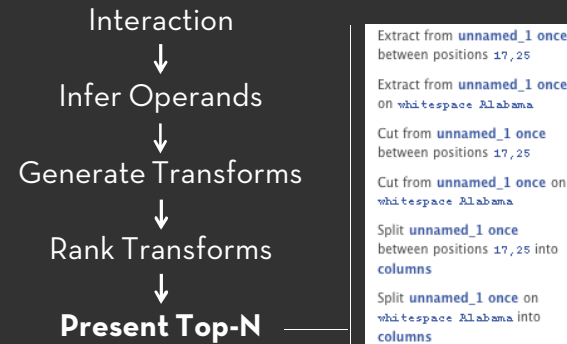 Interaction
Infer Operands
Generate Transforms
Rank Transforms
Present Top-N
Extract from unnamed_1 once
between positions 17,25
Extract from unnamed_1 once
on whitespace Alabama
Cut from unnamed_1 once
between positions 17,25
Cut from unnamed_1 once on
whitespace Alabama
Split unnamed_1 once
between positions 17,25 into
columns
Split unnamed_1 once on
whitespace Alabama into
columns